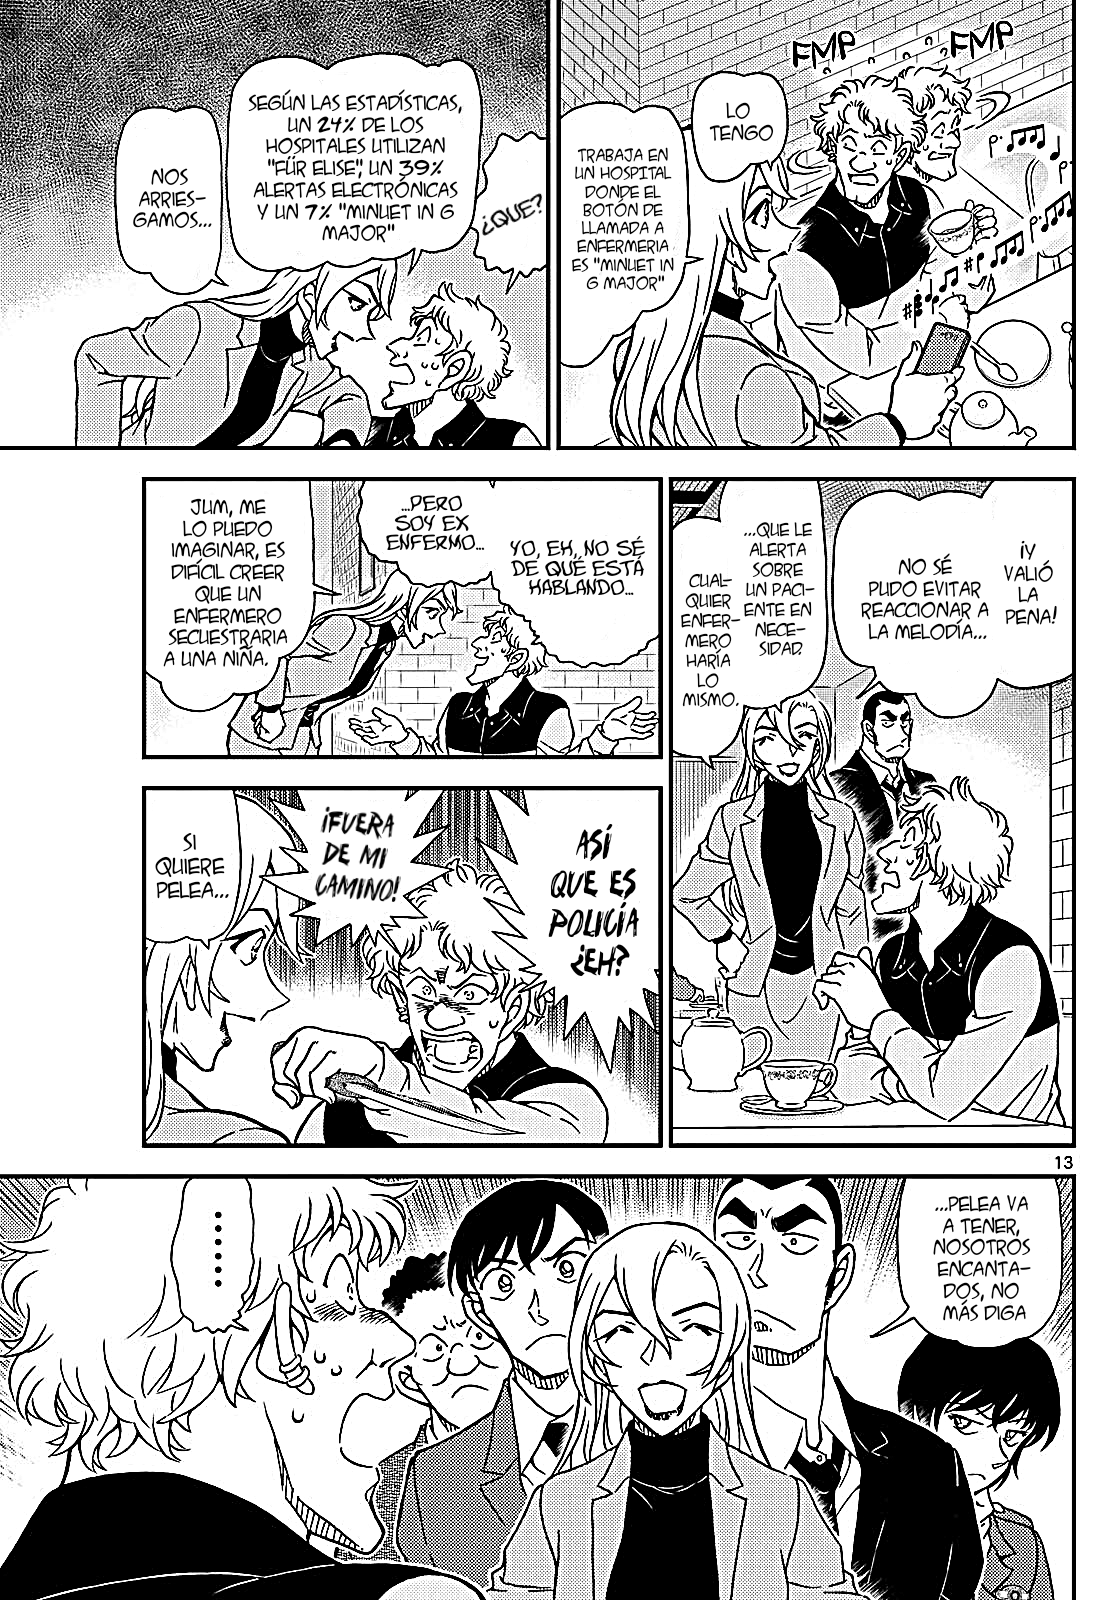 FMP
FMP
LO
TENGO
TRABAJA EN
UN HOSPITAL
DONDE EL
BOTÓN DE
LLAMADA A
ENFERMERIA
ES "MINUET IN
G MAJOR"
¿QUE?
SEGÚN LAS ESTADÍSTICAS,
UN 24% DE LOS
HOSPITALES UTILIZAN
"FÜR ELISE", UN 39%
ALERTAS ELECTRÓNICAS
Y UN 7% "MINUET IN G
MAJOR"
NOS
ARRIES-
GAMOS...
¡Y
VALIÓ
LA
PENA!
NO SÉ
PUDO EVITAR
REACCIONAR A
LA MELODÍA...
...QUE LE
ALERTA
SOBRE
UN PACI-
ENTE EN
NECE-
SIDAD.
CUAL-
QUIER
ENFER-
MERO
HARÍA
LO
MISMO.
YO, EH, NO SÉ
DE QUÉ ESTÁ
HABLANDO...
...PERO
SOY EX
ENFERMO...
JUM, ME
LO PUEDO
IMAGINAR, ES
DIFÍCIL CREER
QUE UN
ENFERMERO
SECUESTRARIA
A UNA NIÑA.
ASÍ
QUE ES
POLICÍA
¿EH?
¡FUERA
DE MI
CAMINO!
SI
QUIERE
PELEA...
13
...PELEA VA
A TENER,
NOSOTROS
ENCANTA-
DOS, NO
MÁS DIGA
......